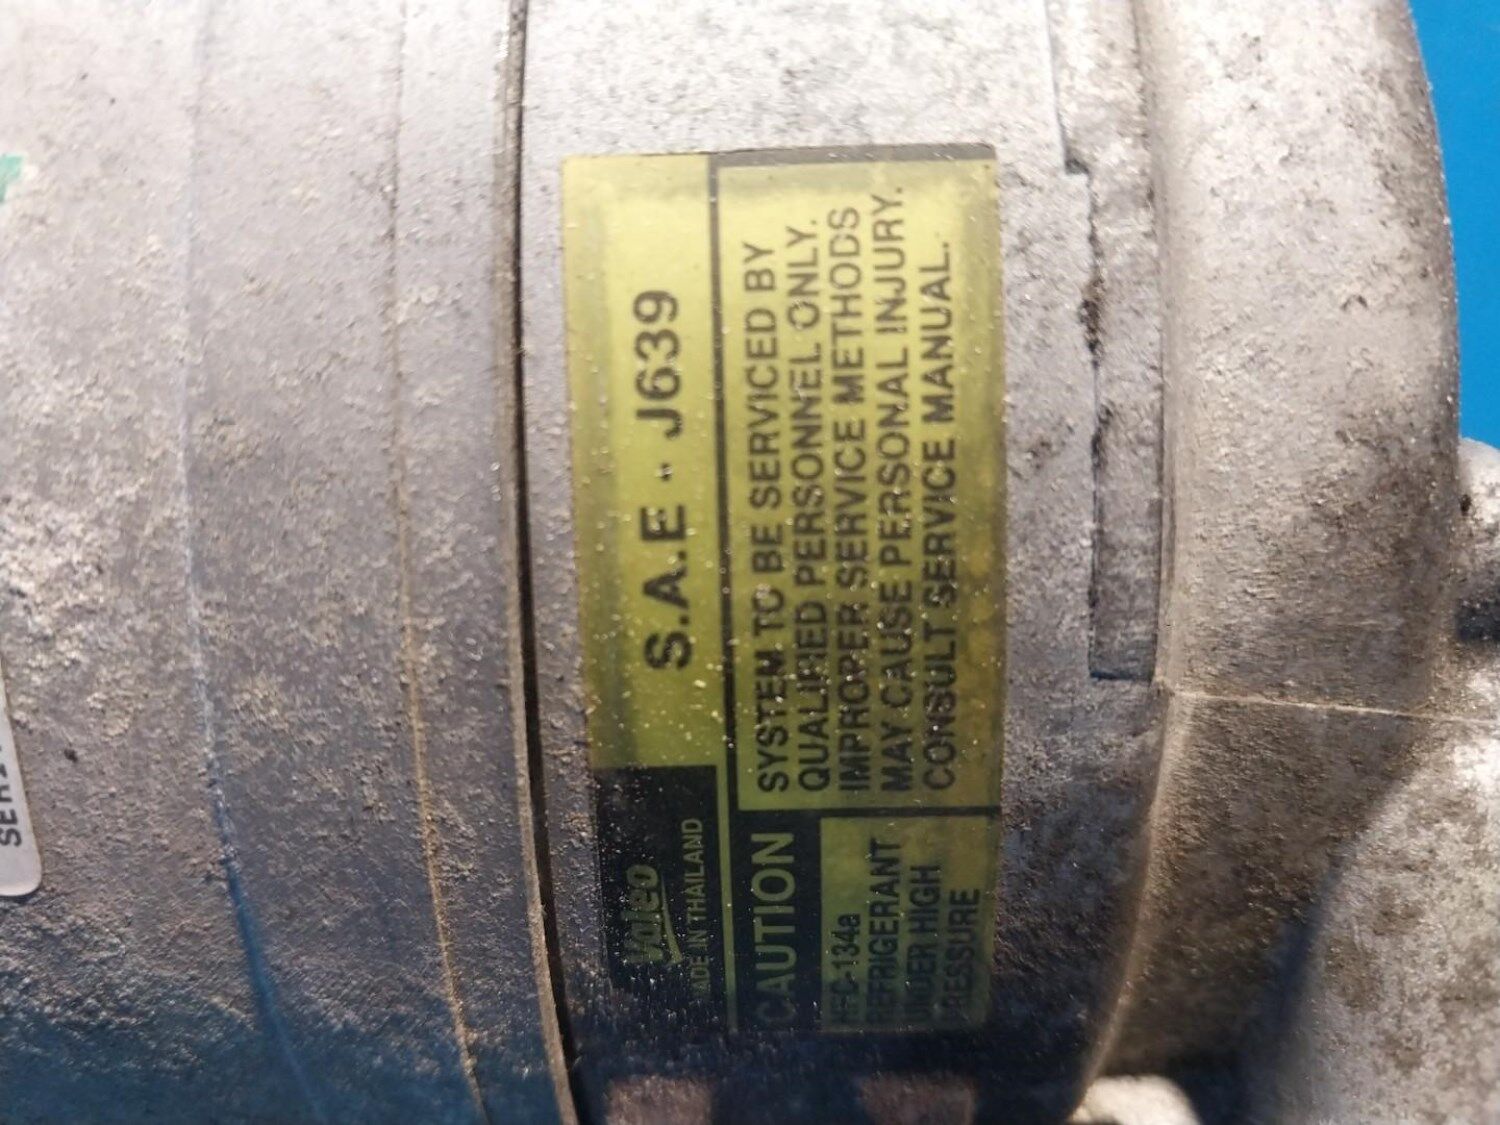 S.A.E - J639
SYSTEM TO BE SERVICED BY
QUALIFIED PERSONNEL ONLY.
IMPROPER SERVICE METHODS
MAY CAUSE PERSONAL INJURY.
CONSULT SERVICE MANUAL.
Valeo
MADE IN THAILAND
CAUTION
HFC-134a
REFRIGERANT
UNDER HIGH
PRESSURE